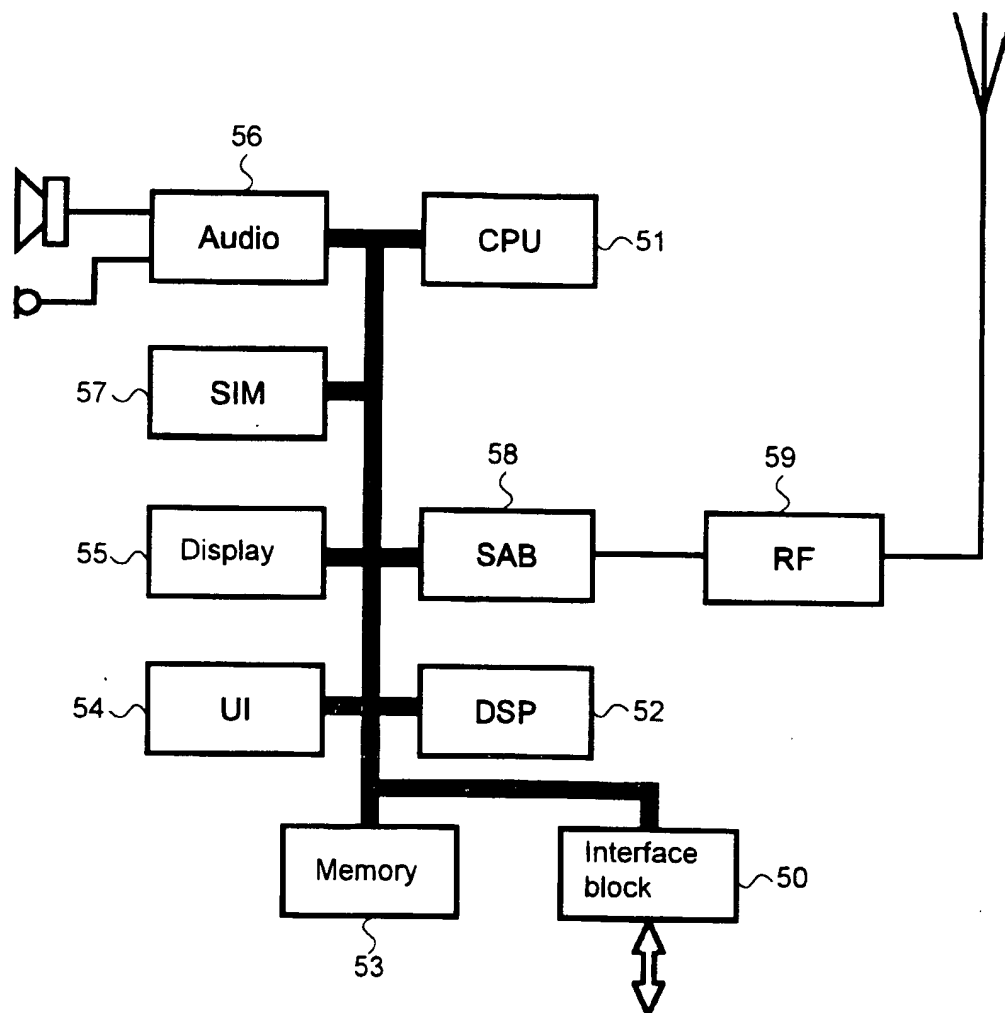 56
Audio
CPU
51
57
SIM
58
59
55
Display
SAB
RF
54
UI
DSP
52
Memory
Interface
block
50
53